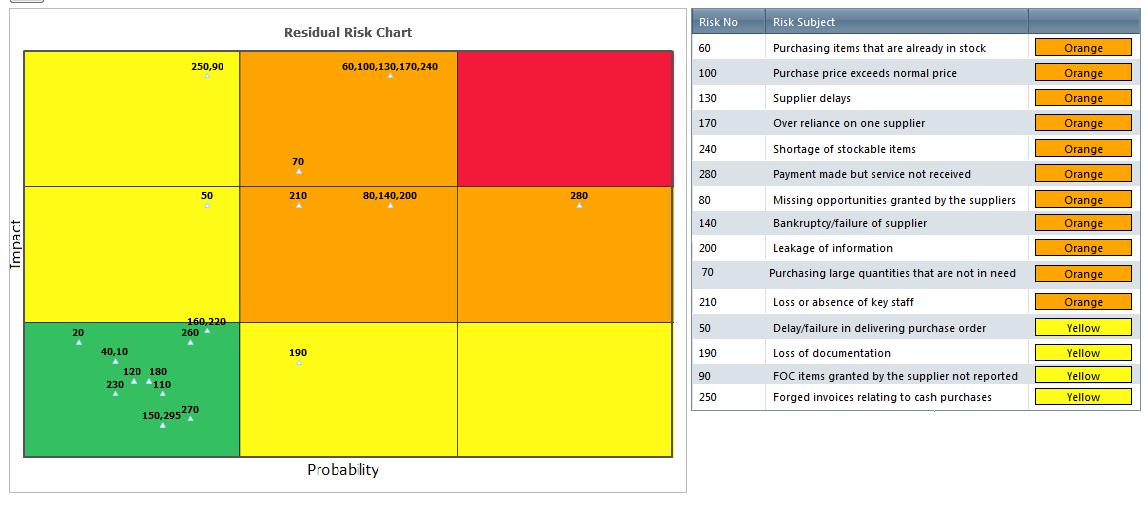 Residual Risk Chart
250,90
60,100,130,170,240
70
50
210
80,140,200
280
160,220
20
260
40,10
190
120
180
230
110
150,295
270
Impact
Probability
Risk No Risk Subject
60 Purchasing items that are already in stock Orange
100 Purchase price exceeds normal price Orange
130 Supplier delays Orange
170 Over reliance on one supplier Orange
240 Shortage of stockable items Orange
280 Payment made but service not received Orange
80 Missing opportunities granted by the suppliers Orange
140 Bankruptcy/failure of supplier Orange
200 Leakage of information Orange
70 Purchasing large quantities that are not in need Orange
210 Loss or absence of key staff Orange
50 Delay/failure in delivering purchase order Yellow
190 Loss of documentation Yellow
90 FOC items granted by the supplier not reported Yellow
250 Forged invoices relating to cash purchases Yellow